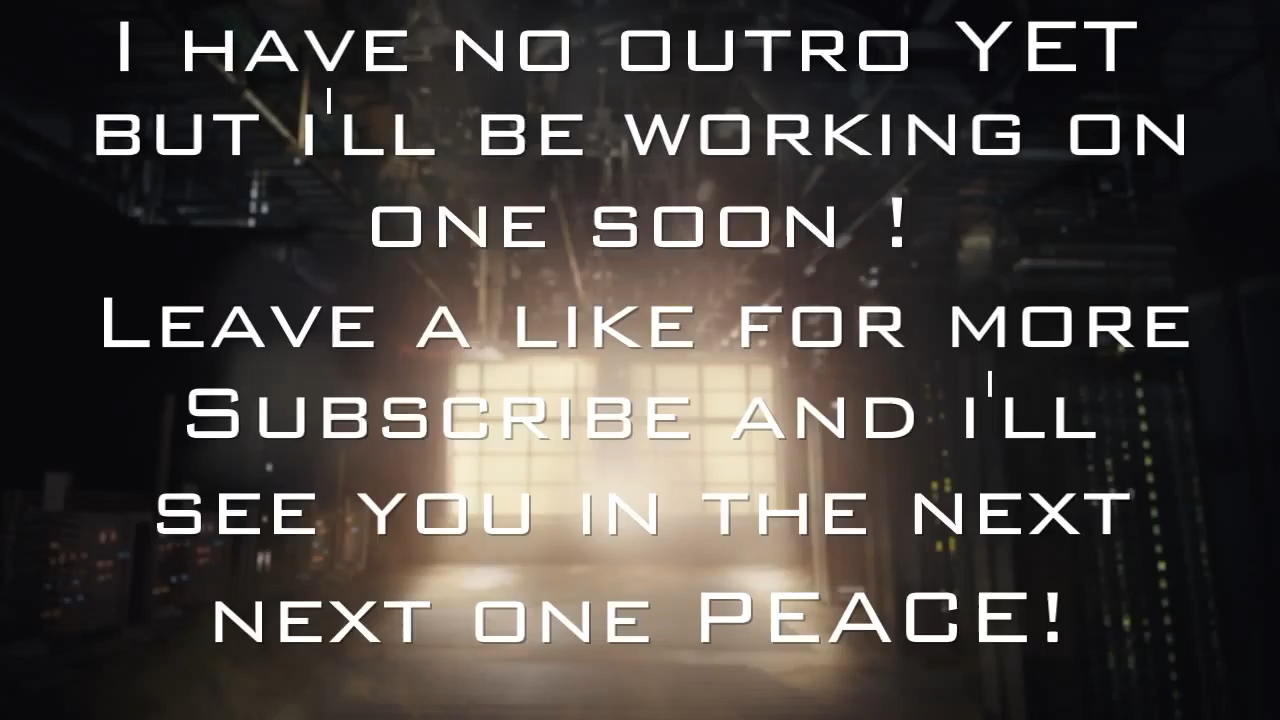 I have no outro YET
but i'll be working on
one soon !
Leave a like for more
Subscribe and i'll
see you in the next
next one PEACE!